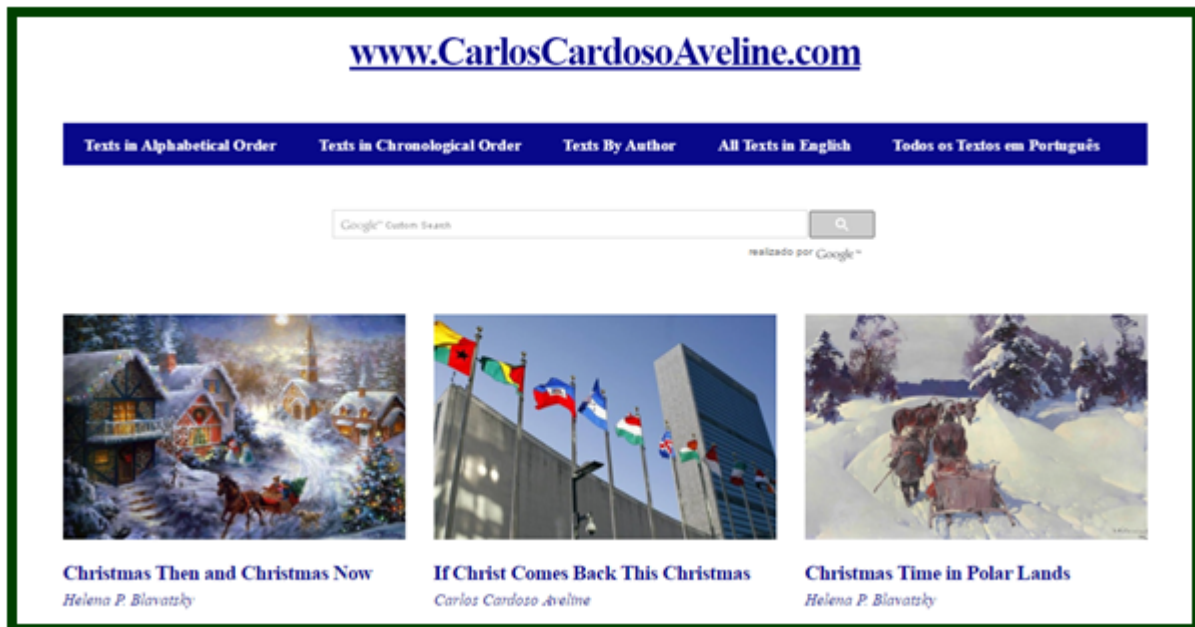 www.CarlosCardosoAveline.com
Texts in Alphabetical Order Texts in Chronological Order Texts By Author All Texts in English Todos os Textos em Português
Google™ Custom Search
realizado por Google™
Christmas Then and Christmas Now
Helena P. Blavatsky
If Christ Comes Back This Christmas
Carlos Cardoso Aveline
Christmas Time in Polar Lands
Helena P. Blavatsky